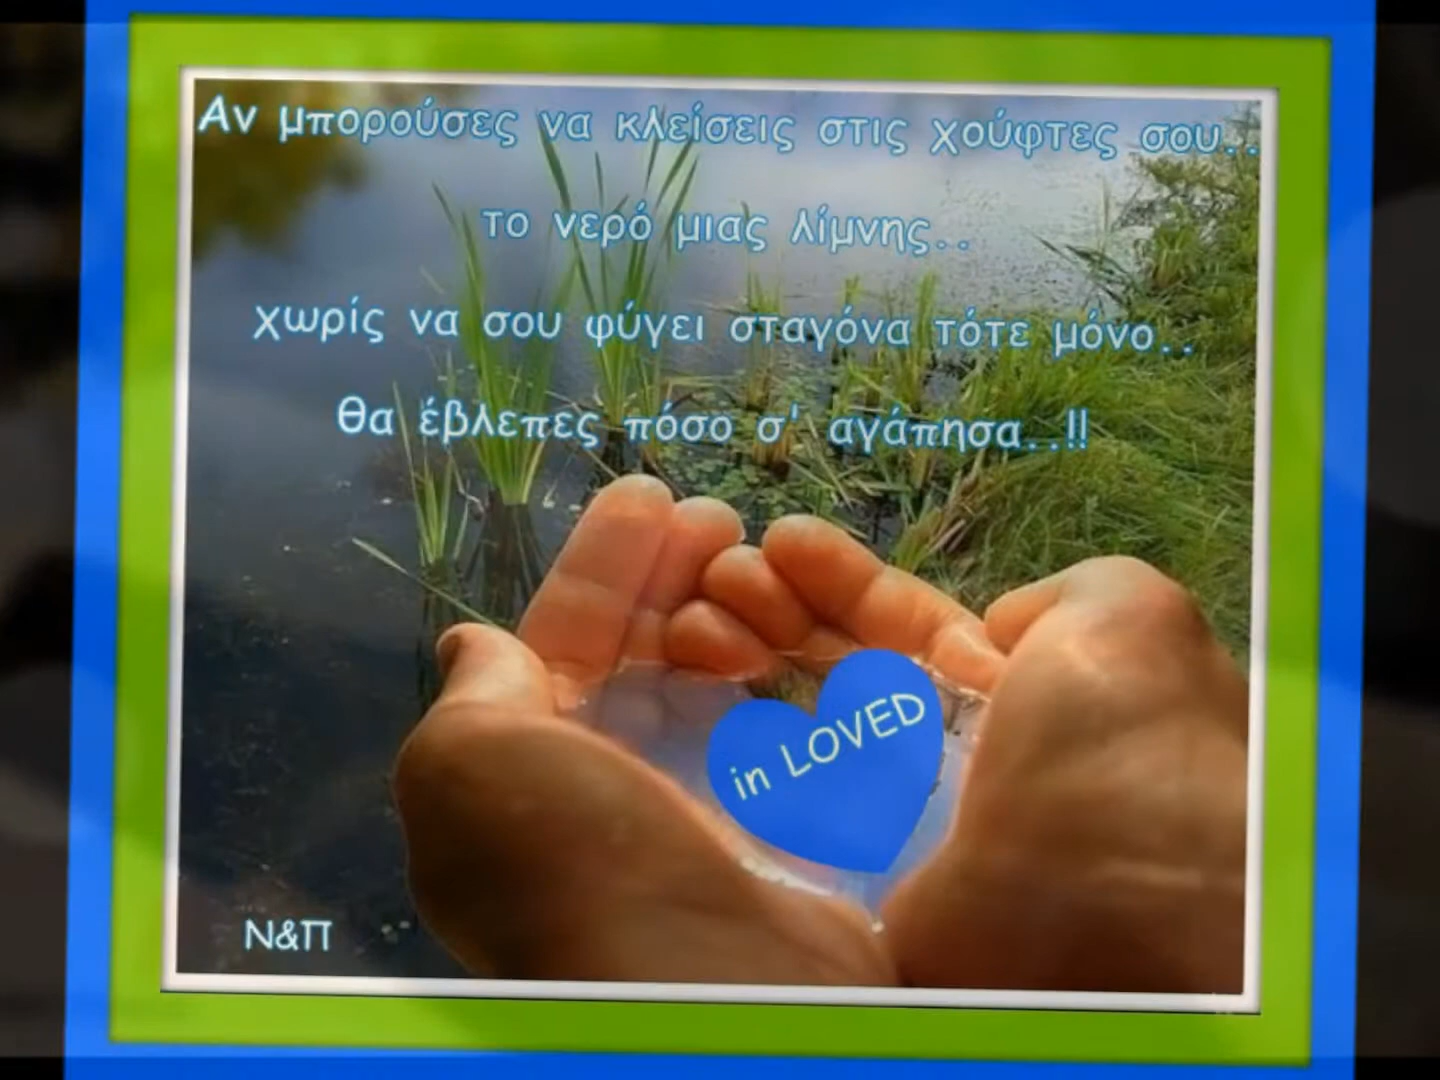 Αν μπορούσες να κλείσεις στις χούφτες σου..
το νερό μιας λίμνης..
χωρίς να σου φύγει σταγόνα τότε μόνο..
θα έβλεπες πόσο σ' αγάπησα..!!
in LOVED
Ν&Π